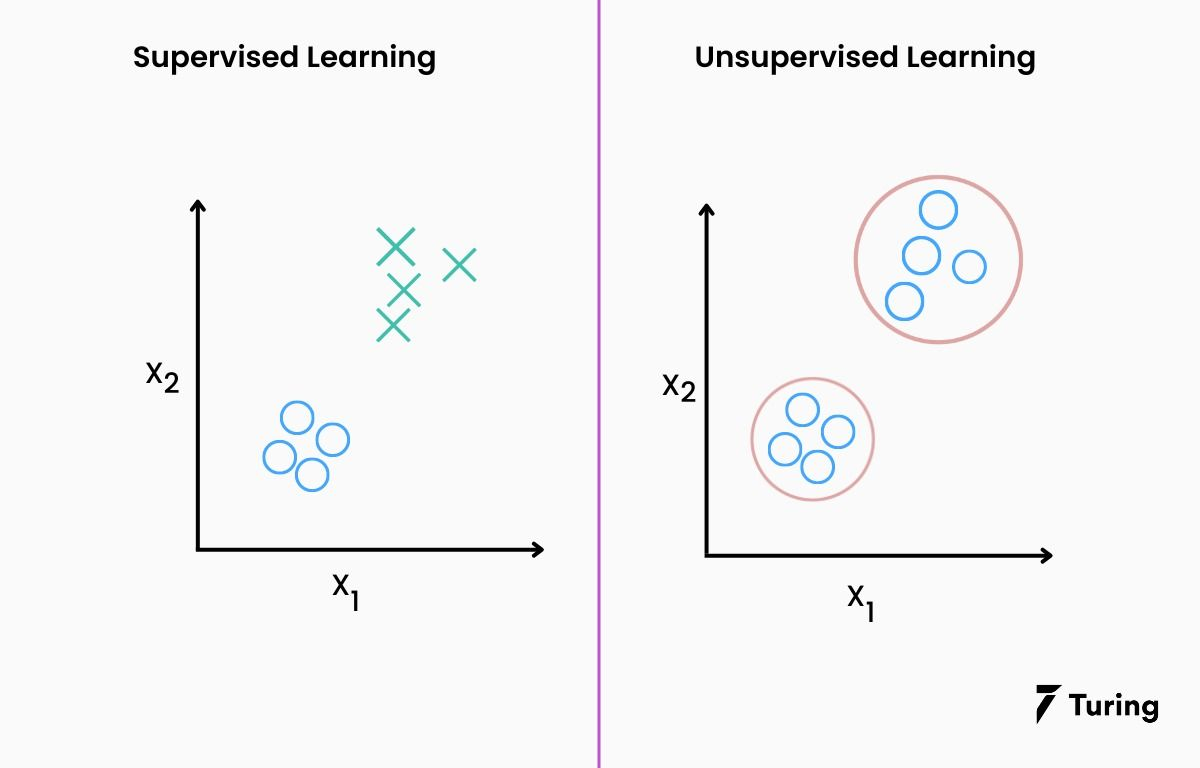 Supervised Learning
Unsupervised Learning
X2
X1
X2
X1
Turing